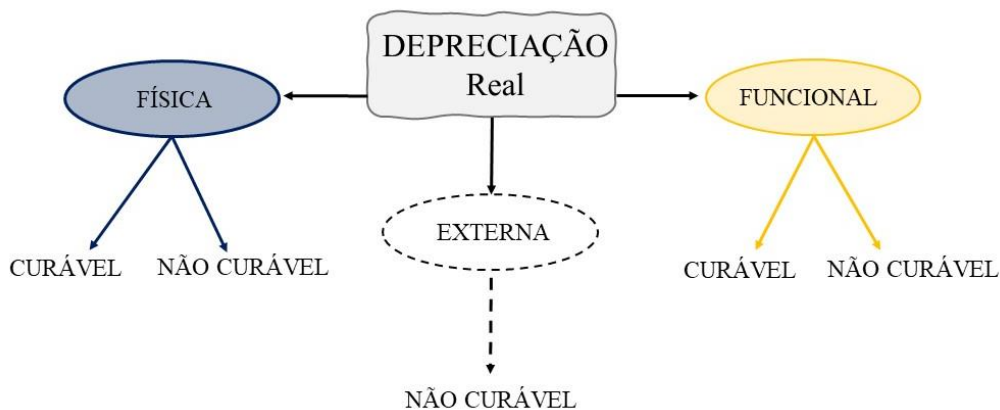 DEPRECIAÇÃO
Real
FÍSICA
FUNCIONAL
EXTERNA
CURÁVEL
NÃO CURÁVEL
CURÁVEL
NÃO CURÁVEL
NÃO CURÁVEL